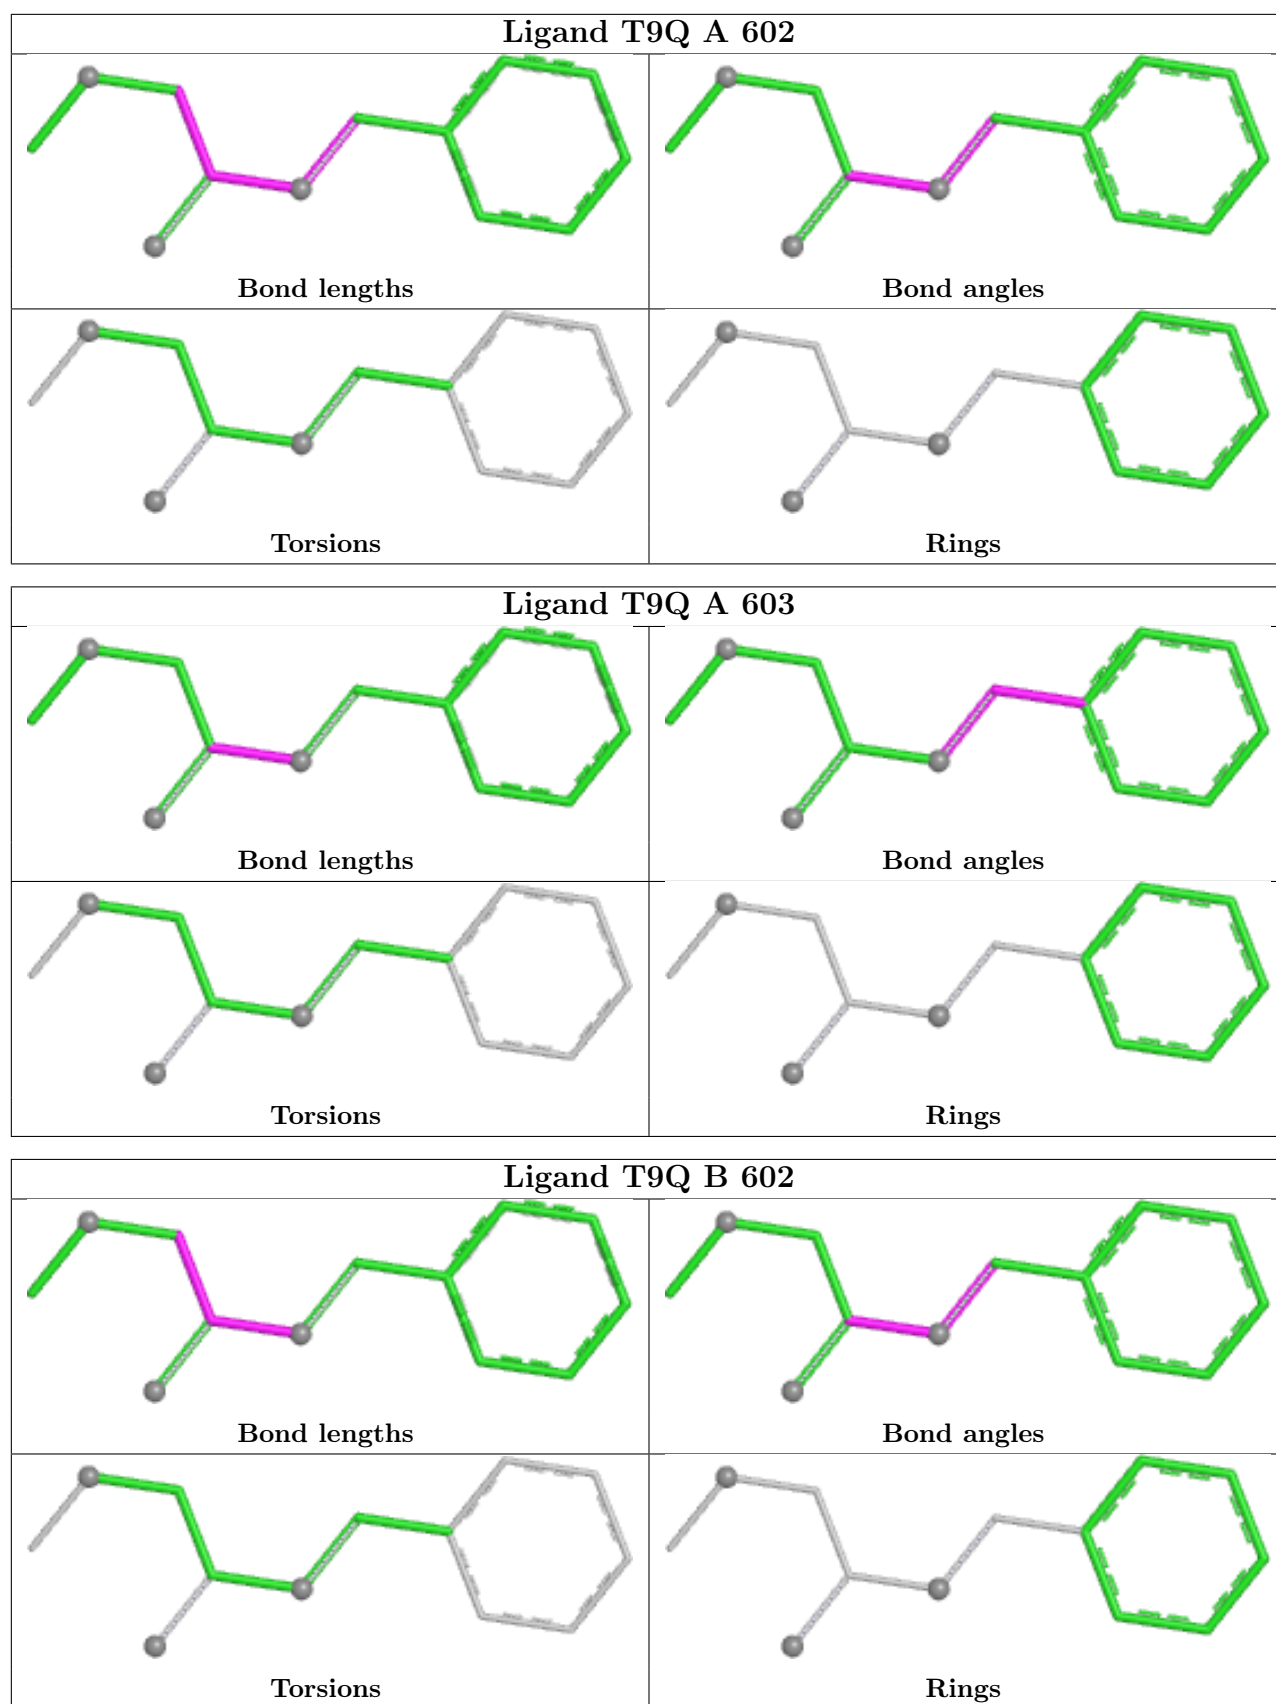 Ligand T9Q A 602
Bond lengths
Bond angles
Torsions
Rings
Ligand T9Q A 603
Bond lengths
Bond angles
Torsions
Rings
Ligand T9Q B 602
Bond lengths
Bond angles
Torsions
Rings